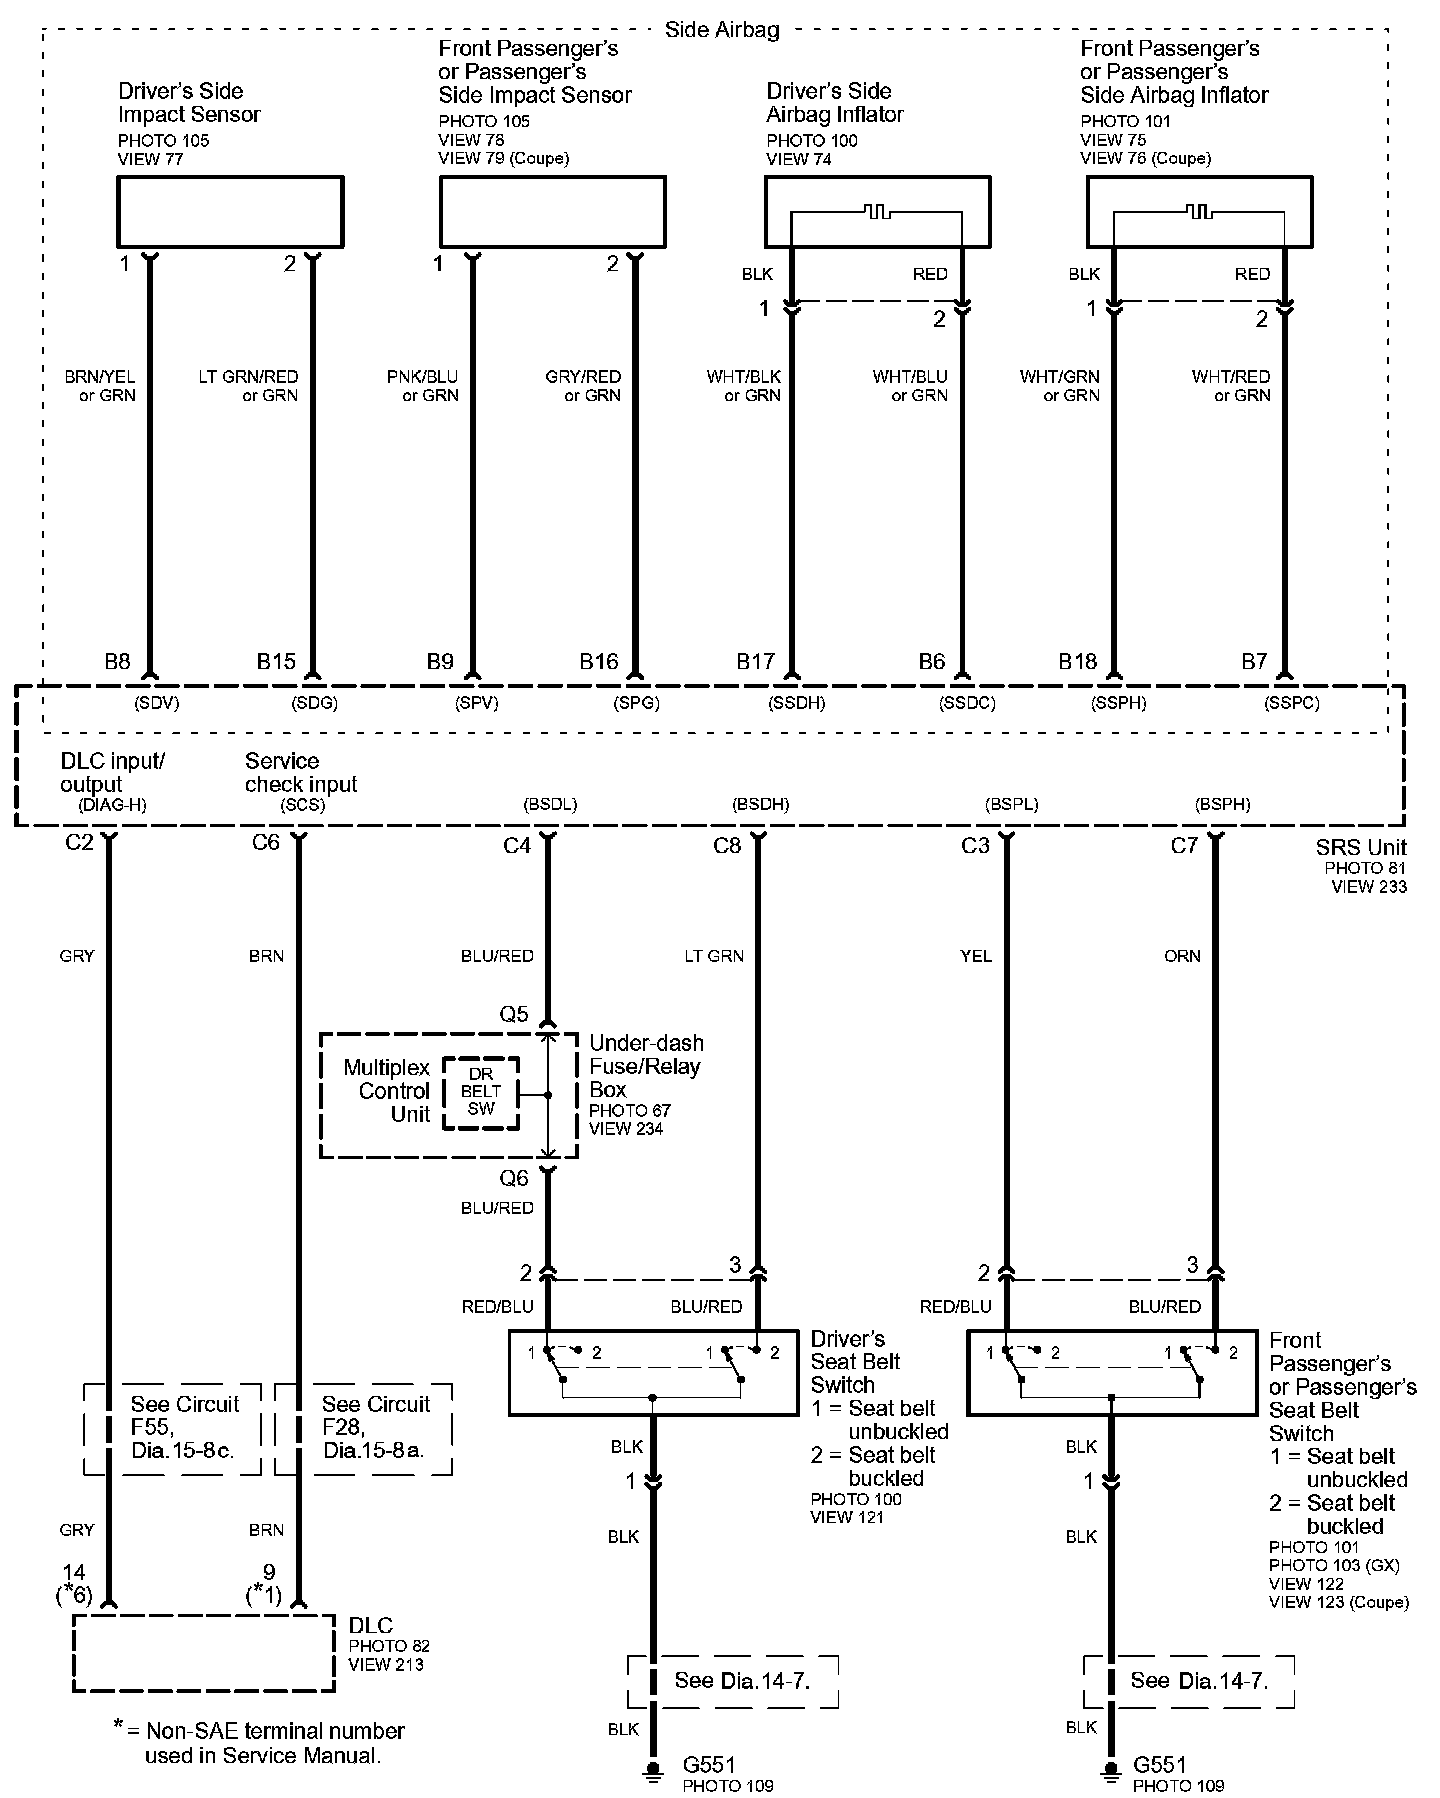 Side Airbag
Driver's Side
Impact Sensor
PHOTO 105
VIEW 77
Front Passenger's
or Passenger's
Side Impact Sensor
PHOTO 105
VIEW 78
VIEW 79 (Coupe)
Driver's Side
Airbag Inflator
PHOTO 100
VIEW 74
Front Passenger's
or Passenger's
Side Airbag Inflator
PHOTO 101
VIEW 75
VIEW 76 (Coupe)
1 2 1 2
BLK RED BLK RED
1 2 1 2
BRN/YEL
or GRN
LT GRN/RED
or GRN
PNK/BLU
or GRN
GRY/RED
or GRN
WHT/BLK
or GRN
WHT/BLU
or GRN
WHT/GRN
or GRN
WHT/RED
or GRN
B8 B15 B9 B16 B17 B6 B18 B7
(SDV) (SDG) (SPV) (SPG) (SSDH) (SSDC) (SSPH) (SSPC)
DLC input/
output
(DIAG-H)
Service
check input
(SCS)
(BSDL) (BSDH) (BSPL) (BSPH)
C2 C6 C4 C8 C3 C7
SRS Unit
PHOTO 81
VIEW 233
GRY BRN BLU/RED LT GRN YEL ORN
Q5
Multiplex
Control
Unit
DR
BELT
SW
Under-dash
Fuse/Relay
Box
PHOTO 67
VIEW 234
Q6
BLU/RED
2 3 2 3
RED/BLU BLU/RED RED/BLU BLU/RED
1 2 1 2
1 2 1 2
Driver's
Seat Belt
Switch
1 = Seat belt
unbuckled
2 = Seat belt
buckled
PHOTO 100
VIEW 121
Front
Passenger's
or Passenger's
Seat Belt
Switch
1 = Seat belt
unbuckled
2 = Seat belt
buckled
PHOTO 101
PHOTO 103 (GX)
VIEW 122
VIEW 123 (Coupe)
See Circuit
F55,
Dia.15-8c.
See Circuit
F28,
Dia.15-8a.
BLK BLK
1 1
BLK BLK
GRY BRN
14
(*6)
9
(*1)
DLC
PHOTO 82
VIEW 213
See Dia.14-7. See Dia.14-7.
BLK BLK
G551
PHOTO 109
G551
PHOTO 109
* = Non-SAE terminal number
used in Service Manual.